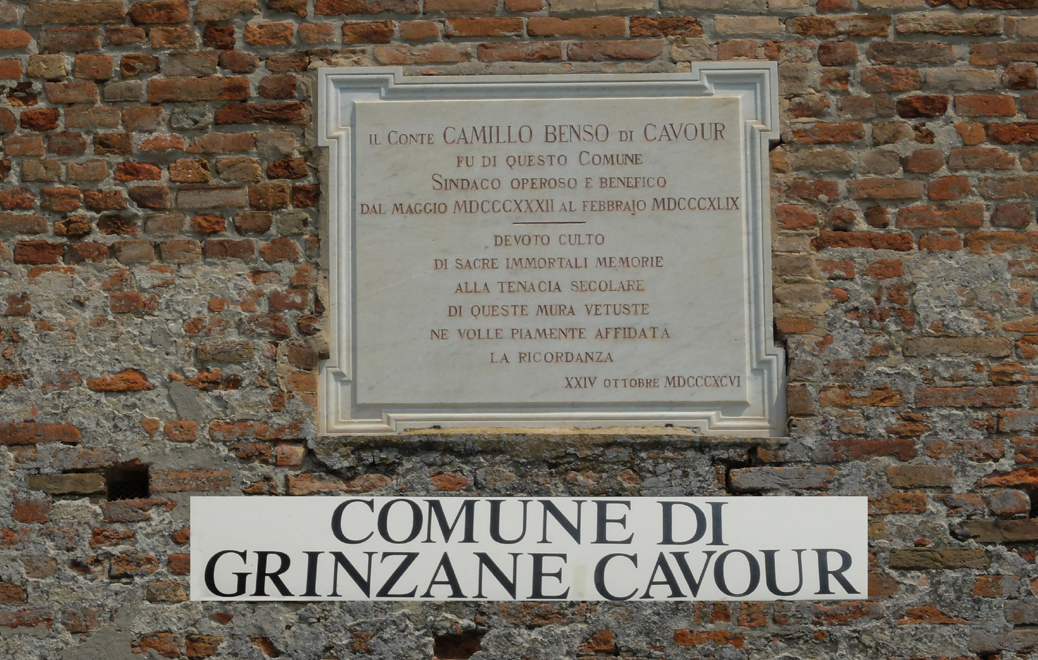 IL CONTE CAMILLO BENSO DI CAVOUR
FU DI QUESTO COMUNE
SINDACO OPEROSO E BENEFICO
DAL MAGGIO MDCCCXXXII AL FEBBRAJO MDCCCXLIX
DEVOTO CULTO
DI SACRE IMMORTALI MEMORIE
ALLA TENACIA SECOLARE
DI QUESTE MURA VETUSTE
NE VOLLE PIAMENTE AFFIDATA
LA RICORDANZA
XXIV OTTOBRE MDCCCXCVI
COMUNE DI
GRINZANE CAVOUR